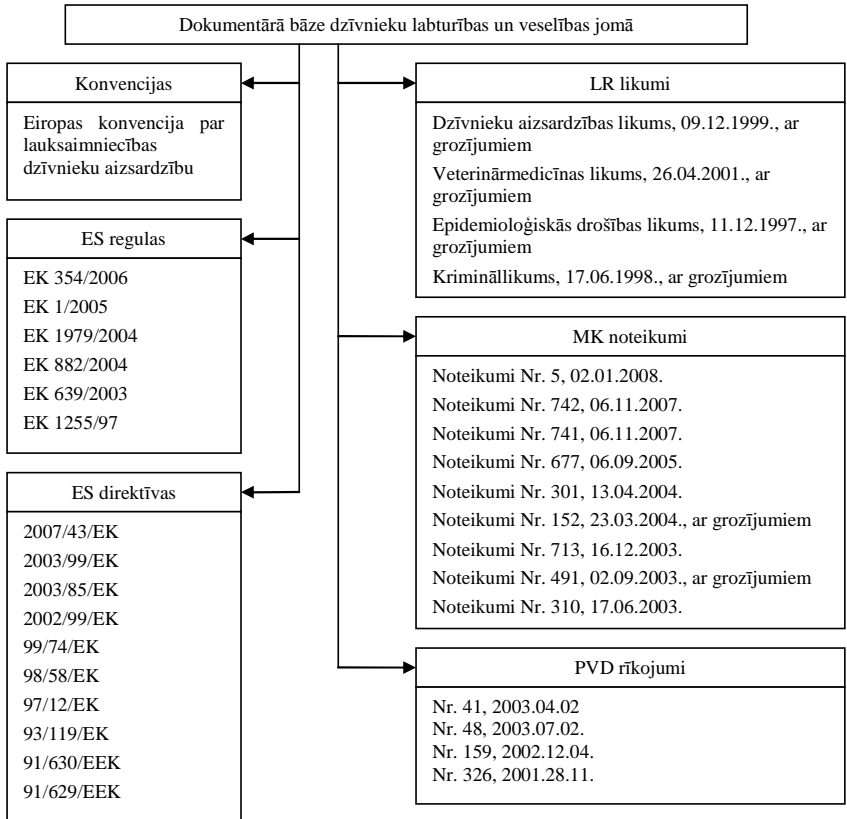 Dokumentārā bāze dzīvnieku labturības un veselības jomā
Konvencijas
Eiropas konvencija par
lauksaimniecības
dzīvnieku aizsardzību
ES regulas
EK 354/2006
EK 1/2005
EK 1979/2004
EK 882/2004
EK 639/2003
EK 1255/97
ES direktīvas
2007/43/EK
2003/99/EK
2003/85/EK
2002/99/EK
99/74/EK
98/58/EK
97/12/EK
93/119/EK
91/630/EEK
91/629/EEK
LR likumi
Dzīvnieku aizsardzības likums, 09.12.1999., ar
grozījumiem
Veterinārmedicīnas likums, 26.04.2001., ar
grozījumiem
Epidemioloģiskās drošības likums, 11.12.1997., ar
grozījumiem
Krimināllikums, 17.06.1998., ar grozījumiem
MK noteikumi
Noteikumi Nr. 5, 02.01.2008.
Noteikumi Nr. 742, 06.11.2007.
Noteikumi Nr. 741, 06.11.2007.
Noteikumi Nr. 677, 06.09.2005.
Noteikumi Nr. 301, 13.04.2004.
Noteikumi Nr. 152, 23.03.2004., ar grozījumiem
Noteikumi Nr. 713, 16.12.2003.
Noteikumi Nr. 491, 02.09.2003., ar grozījumiem
Noteikumi Nr. 310, 17.06.2003.
PVD rīkojumi
Nr. 41, 2003.04.02
Nr. 48, 2003.07.02.
Nr. 159, 2002.12.04.
Nr. 326, 2001.28.11.